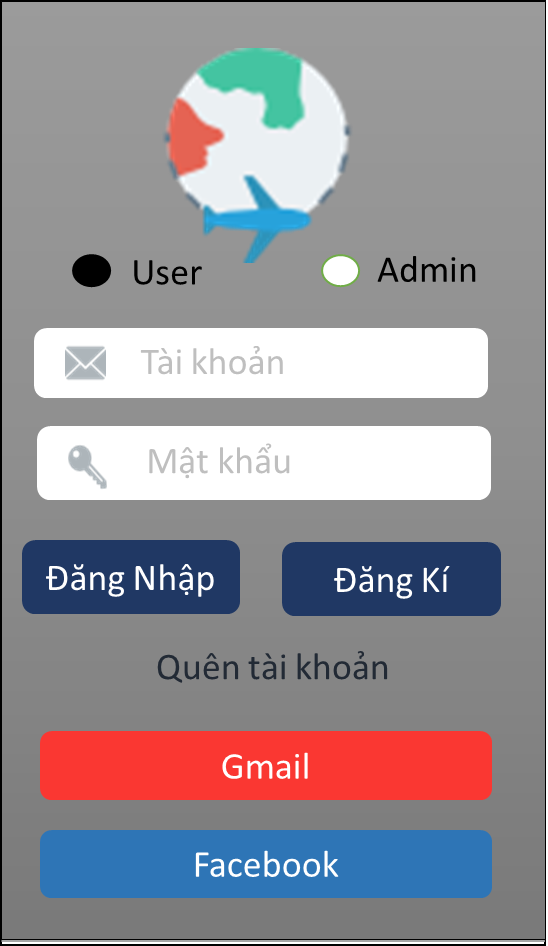 User
Admin
Tài khoản
Mật khẩu
Đăng Nhập
Đăng Kí
Quên tài khoản
Gmail
Facebook